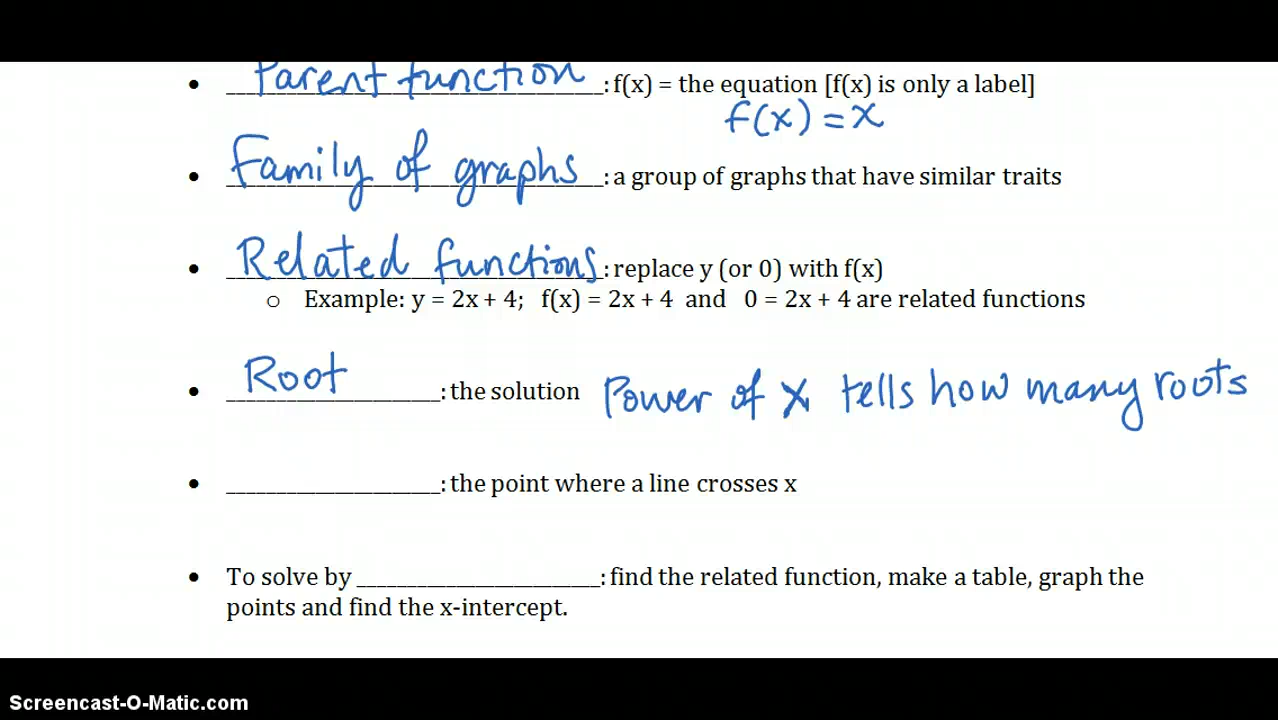 • Parent function : f(x) = the equation [f(x) is only a label]
f(x) = x
• Family of graphs : a group of graphs that have similar traits
• Related functions : replace y (or 0) with f(x)
o Example: y = 2x + 4; f(x) = 2x + 4 and 0 = 2x + 4 are related functions
• Root : the solution Power of x tells how many roots
• ____________________: the point where a line crosses x
• To solve by _______________________: find the related function, make a table, graph the
points and find the x-intercept.
Screencast-O-Matic.com